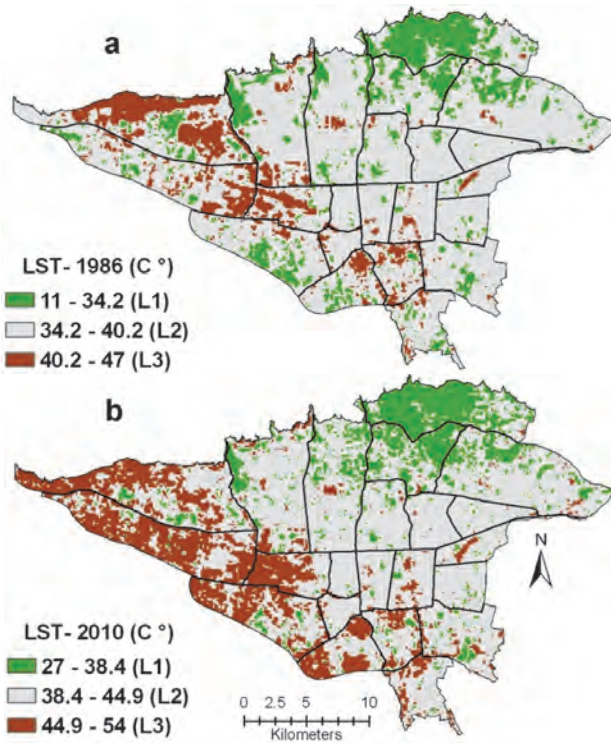 a
LST- 1986 (C °)
11 - 34.2 (L1)
34.2 - 40.2 (L2)
40.2 - 47 (L3)
b
N
LST- 2010 (C °)
27 - 38.4 (L1)
38.4 - 44.9 (L2)
44.9 - 54 (L3)
0 2.5 5 10
Kilometers